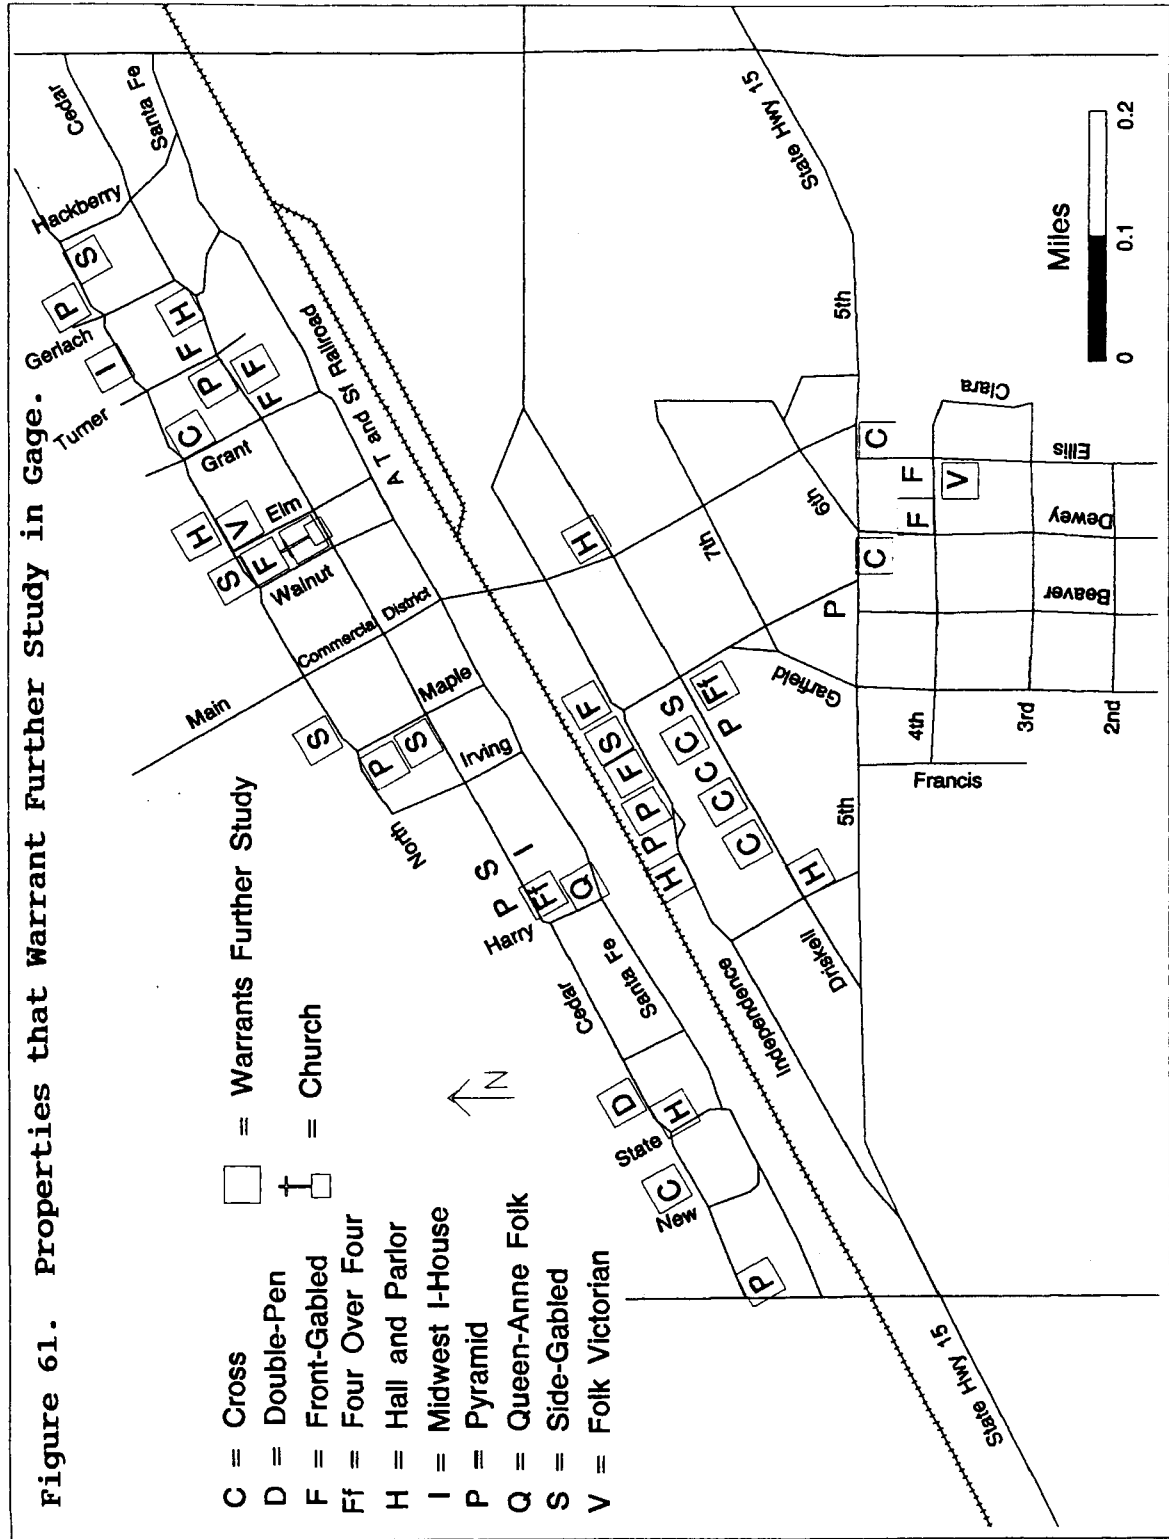 Figure 61. Properties that Warrant Further Study in Gage.
C = Cross
D = Double-Pen
F = Front-Gabled
Ff = Four Over Four
H = Hall and Parlor
I = Midwest I-House
P = Pyramid
Q = Queen-Anne Folk
S = Side-Gabled
V = Folk Victorian
= Warrants Further Study
= Church
N
Main
North
Commercial District
Walnut
Elm
Grant
Turner
Gerlach
Hackberry
Cedar
Santa Fe
Maple
Irving
Harry
Cedar
Santa Fe
State
New
A T and Sf Railroad
Independence
Driskell
State Hwy 15
State Hwy 15
5th
5th
6th
7th
Garfield
4th
3rd
2nd
Francis
Beaver
Dewey
Ellis
Clara
S
F
H
V
C
I
P
S
P
F
H
F
F
S
P
S
P
S
I
Ff
Q
D
H
C
P
H
P
P
F
S
F
H
C
C
C
C
S
P
Ff
H
P
C
F
F
C
V
Miles
0
0.1
0.2